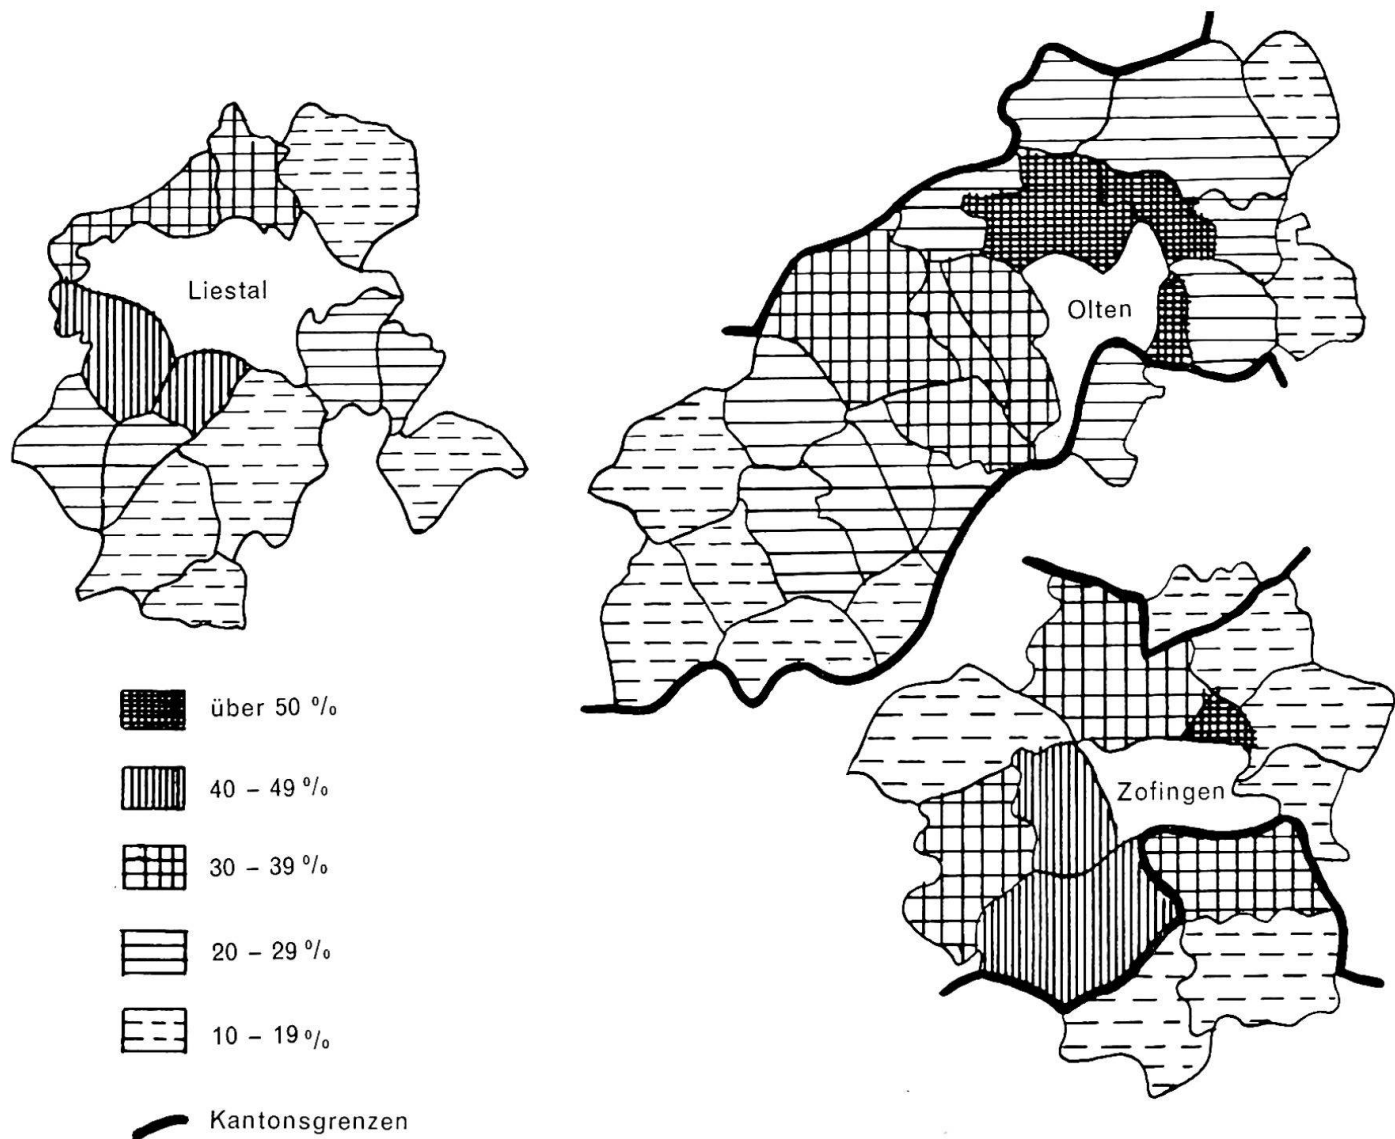 Liestal
Olten
Zofingen
über 50 %
40 – 49 %
30 – 39 %
20 – 29 %
10 – 19 %
Kantonsgrenzen